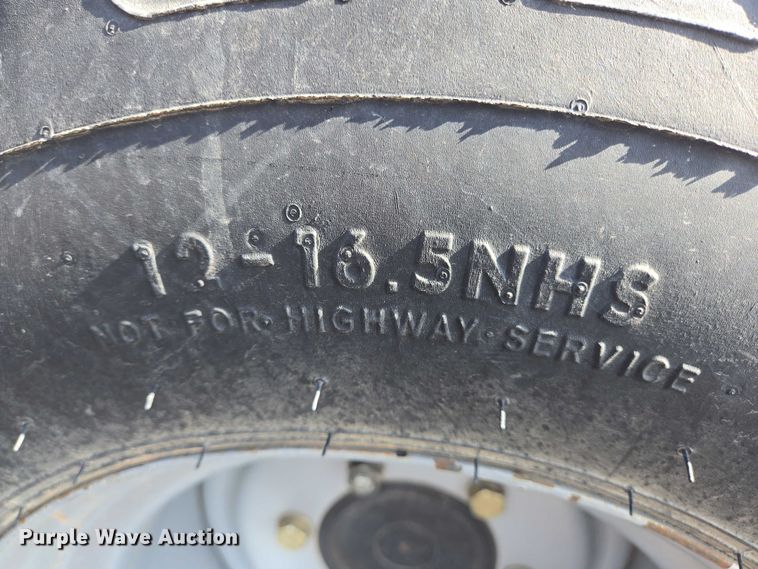 12-16.5NHS
NOT FOR HIGHWAY SERVICE
Purple Wave Auction